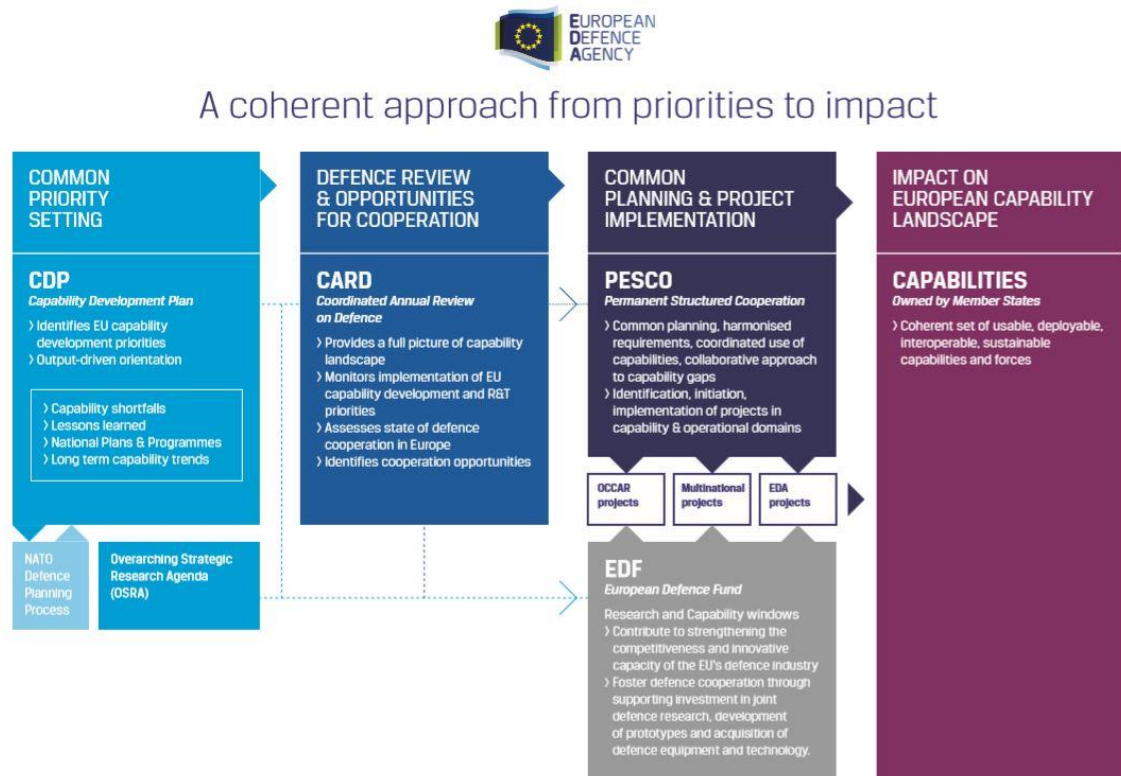 EUROPEAN
DEFENCE
AGENCY
A coherent approach from priorities to impact
COMMON
PRIORITY
SETTING
CDP
Capability Development Plan
› Identifies EU capability
development priorities
› Output-driven orientation
› Capability shortfalls
› Lessons learned
› National Plans & Programmes
› Long term capability trends
NATO
Defence
Planning
Process
Overarching Strategic
Research Agenda
(OSRA)
DEFENCE REVIEW
& OPPORTUNITIES
FOR COOPERATION
CARD
Coordinated Annual Review
on Defence
› Provides a full picture of capability
landscape
› Monitors implementation of EU
capability development and R&T
priorities
› Assesses state of defence
cooperation in Europe
› Identifies cooperation opportunities
COMMON
PLANNING & PROJECT
IMPLEMENTATION
PESCO
Permanent Structured Cooperation
› Common planning, harmonised
requirements, coordinated use of
capabilities, collaborative approach
to capability gaps
› Identification, initiation,
implementation of projects in
capability & operational domains
OCCAR
projects
Multinational
projects
EDA
projects
EDF
European Defence Fund
Research and Capability windows
› Contribute to strengthening the
competitiveness and innovative
capacity of the EU's defence industry
› Foster defence cooperation through
supporting investment in joint
defence research, development
of prototypes and acquisition of
defence equipment and technology.
IMPACT ON
EUROPEAN CAPABILITY
LANDSCAPE
CAPABILITIES
Owned by Member States
› Coherent set of usable, deployable,
interoperable, sustainable
capabilities and forces